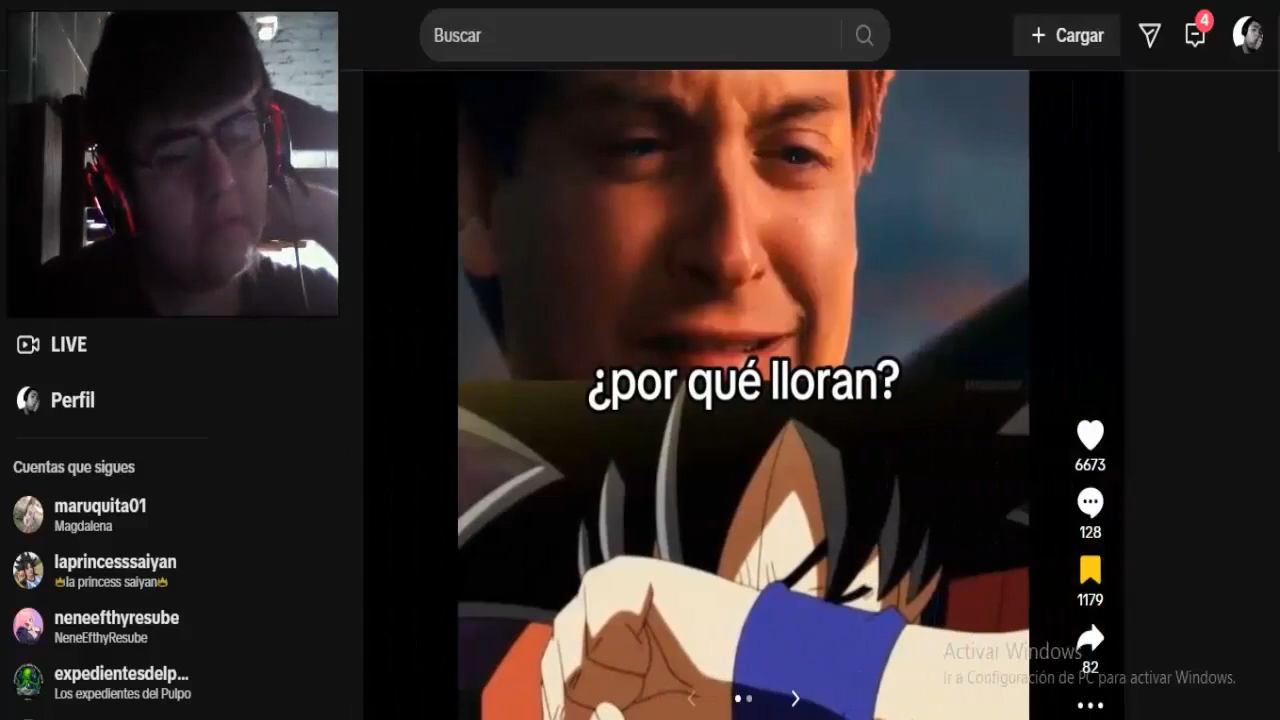 Buscar
Cargar
4
LIVE
Perfil
Cuentas que sigues
maruquita01
Magdalena
laprincesssaiyan
la princess saiyan
neneefthyresube
NeneEfthyResube
expedientesdelp...
Los expedientes del Pulpo
¿por qué lloran?
6673
128
1179
82
Activar Windows
Ir a Configuración de PC para activar Windows.